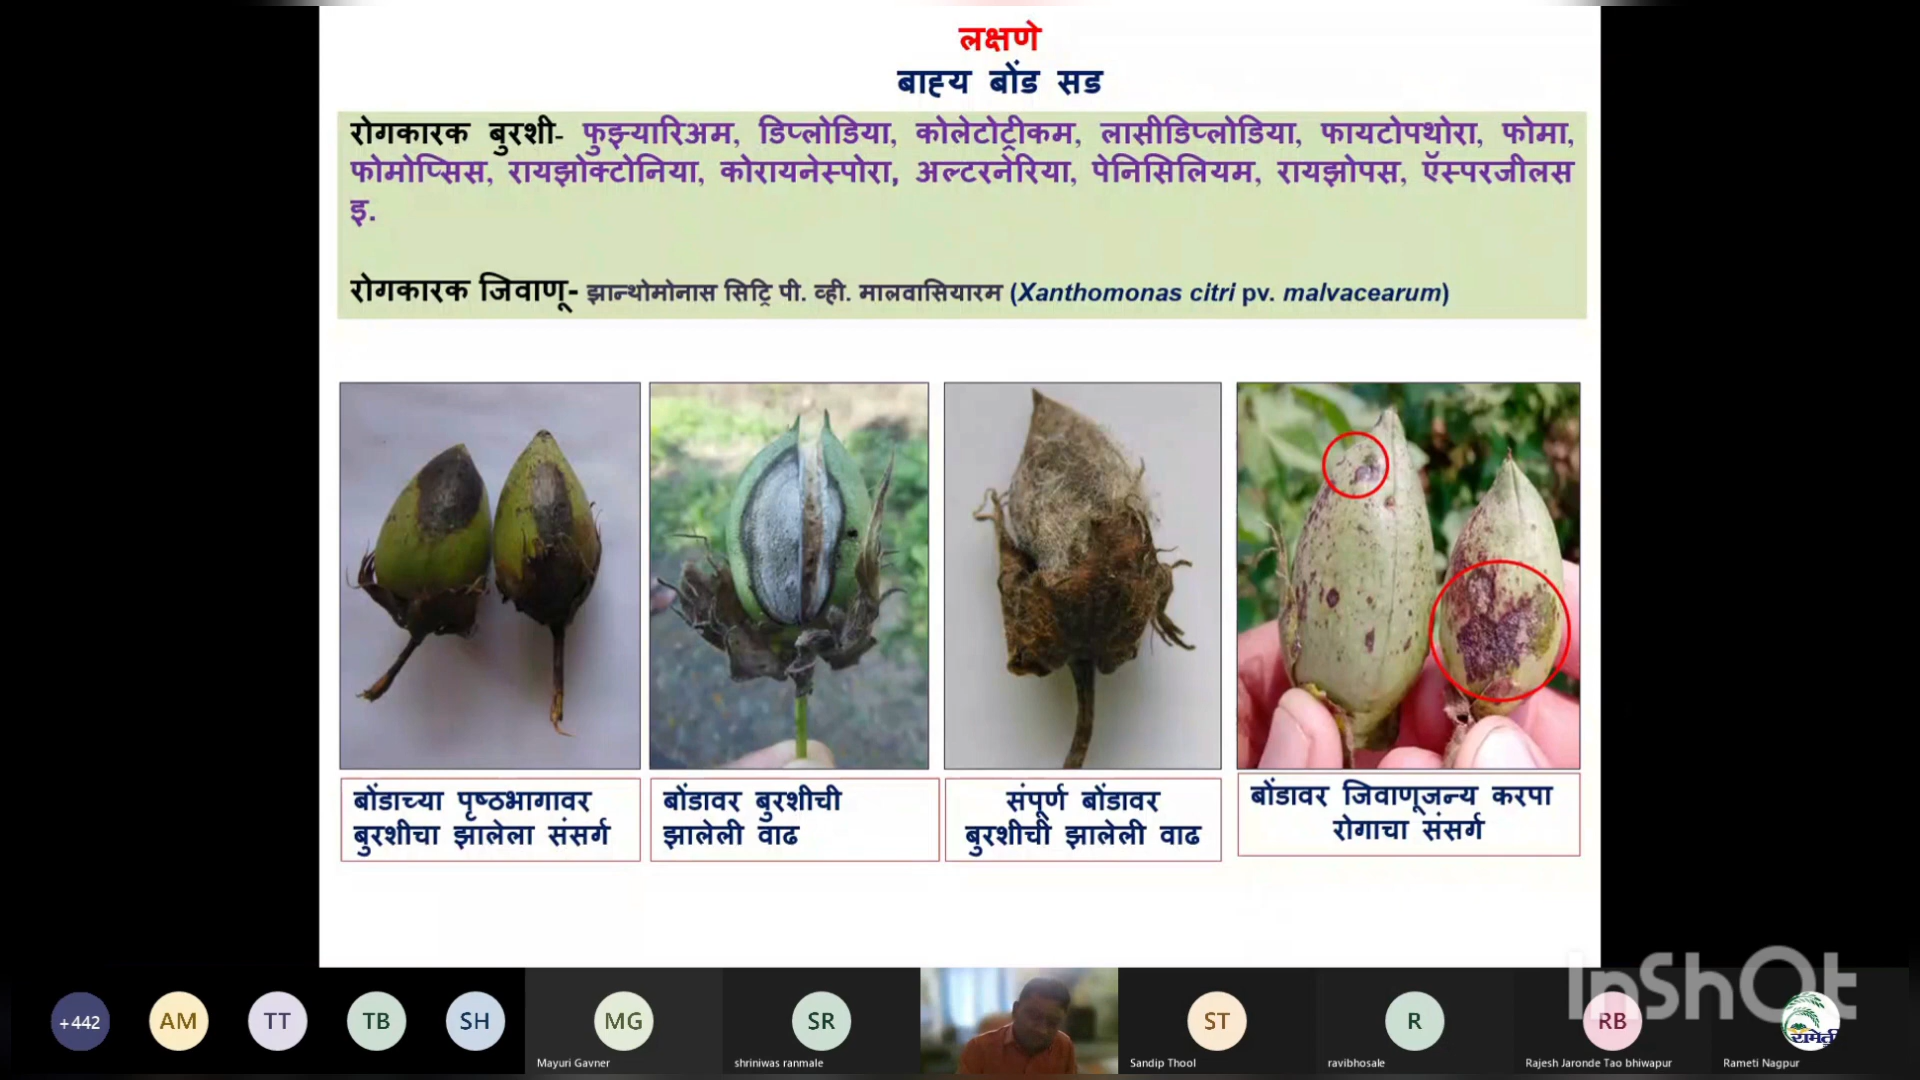 लक्षणे
बाह्य बोंड सड
रोगकारक बुरशी- फुझ्यारिअम, डिप्लोडिया, कोलेटोट्रीकम, लासीडिप्लोडिया, फायटोपथोरा, फोमा,
फोमोप्सिस, रायझोक्टोनिया, कोरायनेस्पोरा, अल्टरनेरिया, पेनिसिलियम, रायझोपस, ऍस्परजीलस
इ.
रोगकारक जिवाणू- झान्थोमोनास सिट्रि पी. व्ही. मालवासियारम (Xanthomonas citri pv. malvacearum)
बोंडाच्या पृष्ठभागावर
बुरशीचा झालेला संसर्ग
बोंडावर बुरशीची
झालेली वाढ
संपूर्ण बोंडावर
बुरशीची झालेली वाढ
बोंडावर जिवाणूजन्य करपा
रोगाचा संसर्ग
InShOt
+442
AM
TT
TB
SH
MG
SR
ST
R
RB
रामेती
Mayuri Gavner
shriniwas ranmale
Sandip Thool
ravibhosale
Rajesh Jaronde Tao bhiwapur
Rameti Nagpur